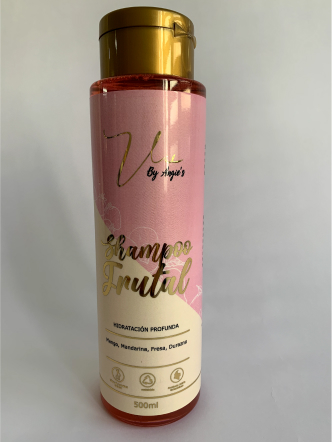 By Angie's
Shampoo
Frutal
HIDRATACIÓN PROFUNDA
Mango, Mandarina, Fresa, Durazno
500ml